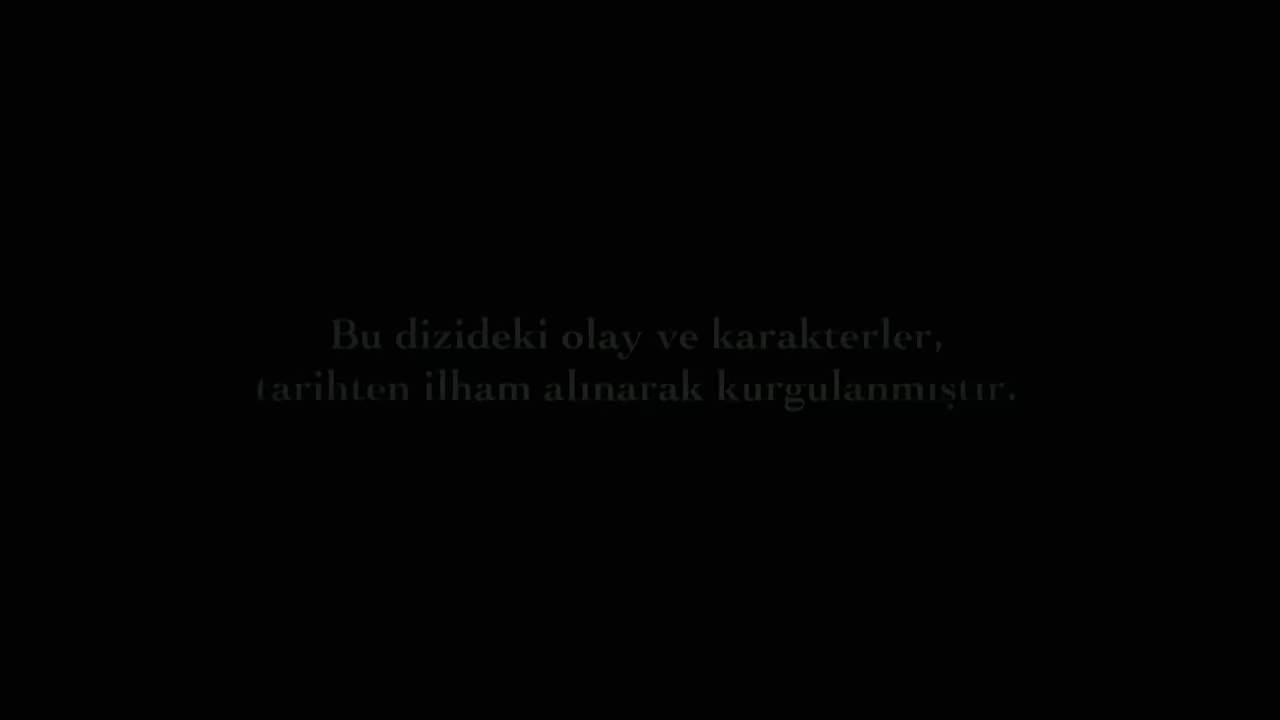 Bu dizideki olay ve karakterler,
tarihten ilham alınarak kurgulanmıştır.